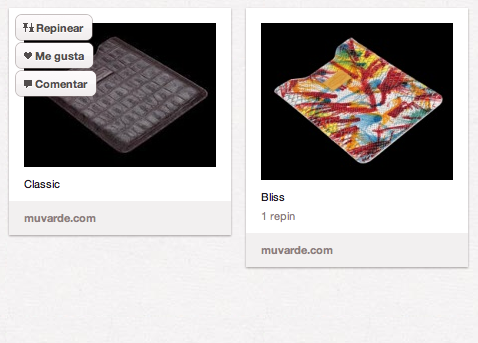 Repinear
Me gusta
Comentar
Classic
muvarde.com
Bliss
1 repin
muvarde.com